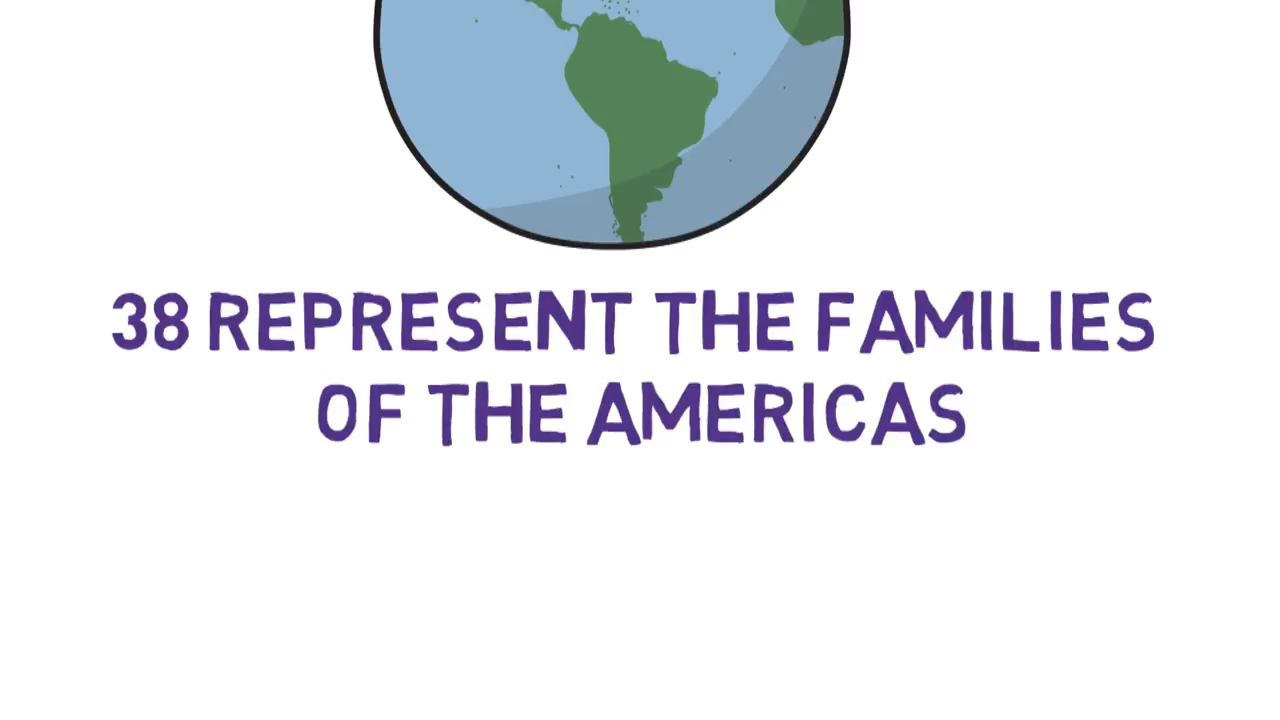 38 REPRESENT THE FAMILIES
OF THE AMERICAS